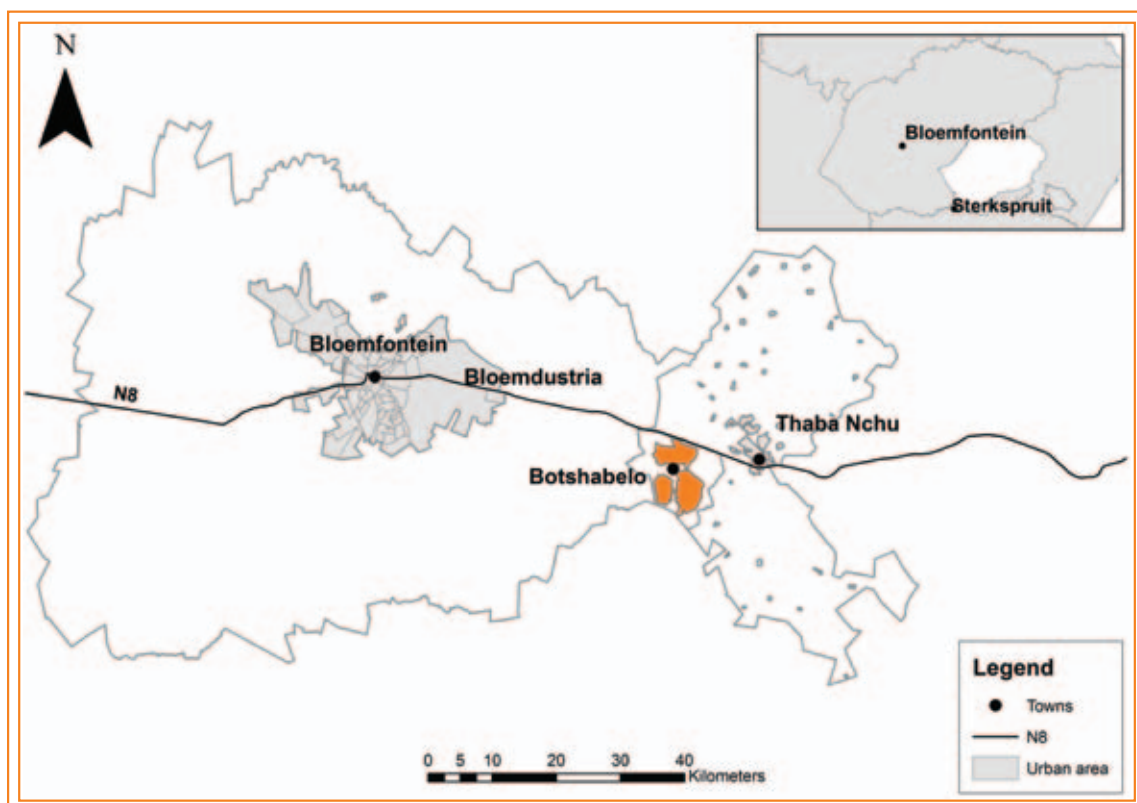 N
Bloemfontein
Sterkspruit
Bloemfontein
Bloemdustria
N8
Thaba Nchu
Botshabelo
Legend
Towns
N8
Urban area
0 5 10 20 30 40
Kilometers